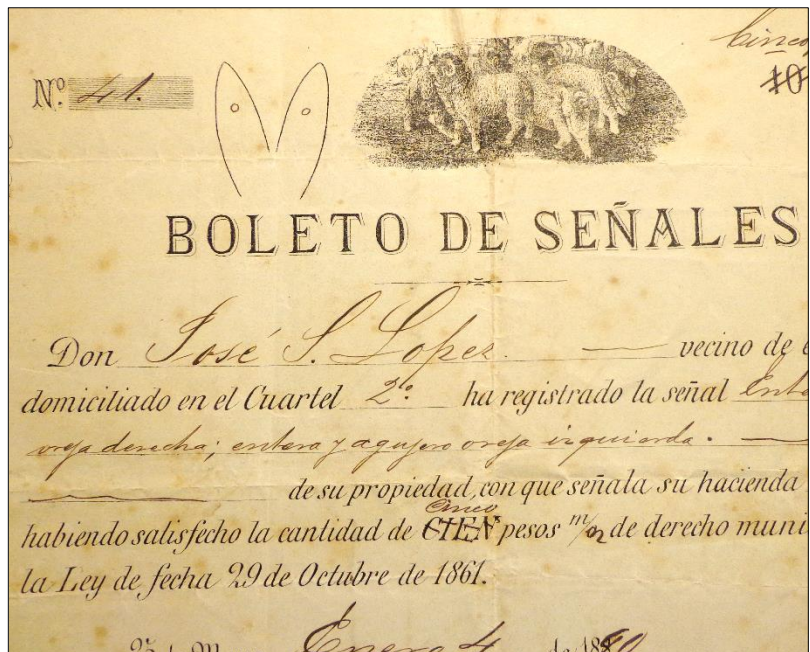 Cinco
Nº 41.
BOLETO DE SEÑALES
Don José S. Lopez. vecino de
domiciliado en el Cuartel 2º ha registrado la señal
oreja derecha; entera y agujero oreja izquierda.
de su propiedad, con que señala su hacienda
Cinco
habiendo satisfecho la cantidad de CIEN pesos m/n de derecho muni
la Ley de fecha 29 de Octubre de 1861.
Enero 4 de